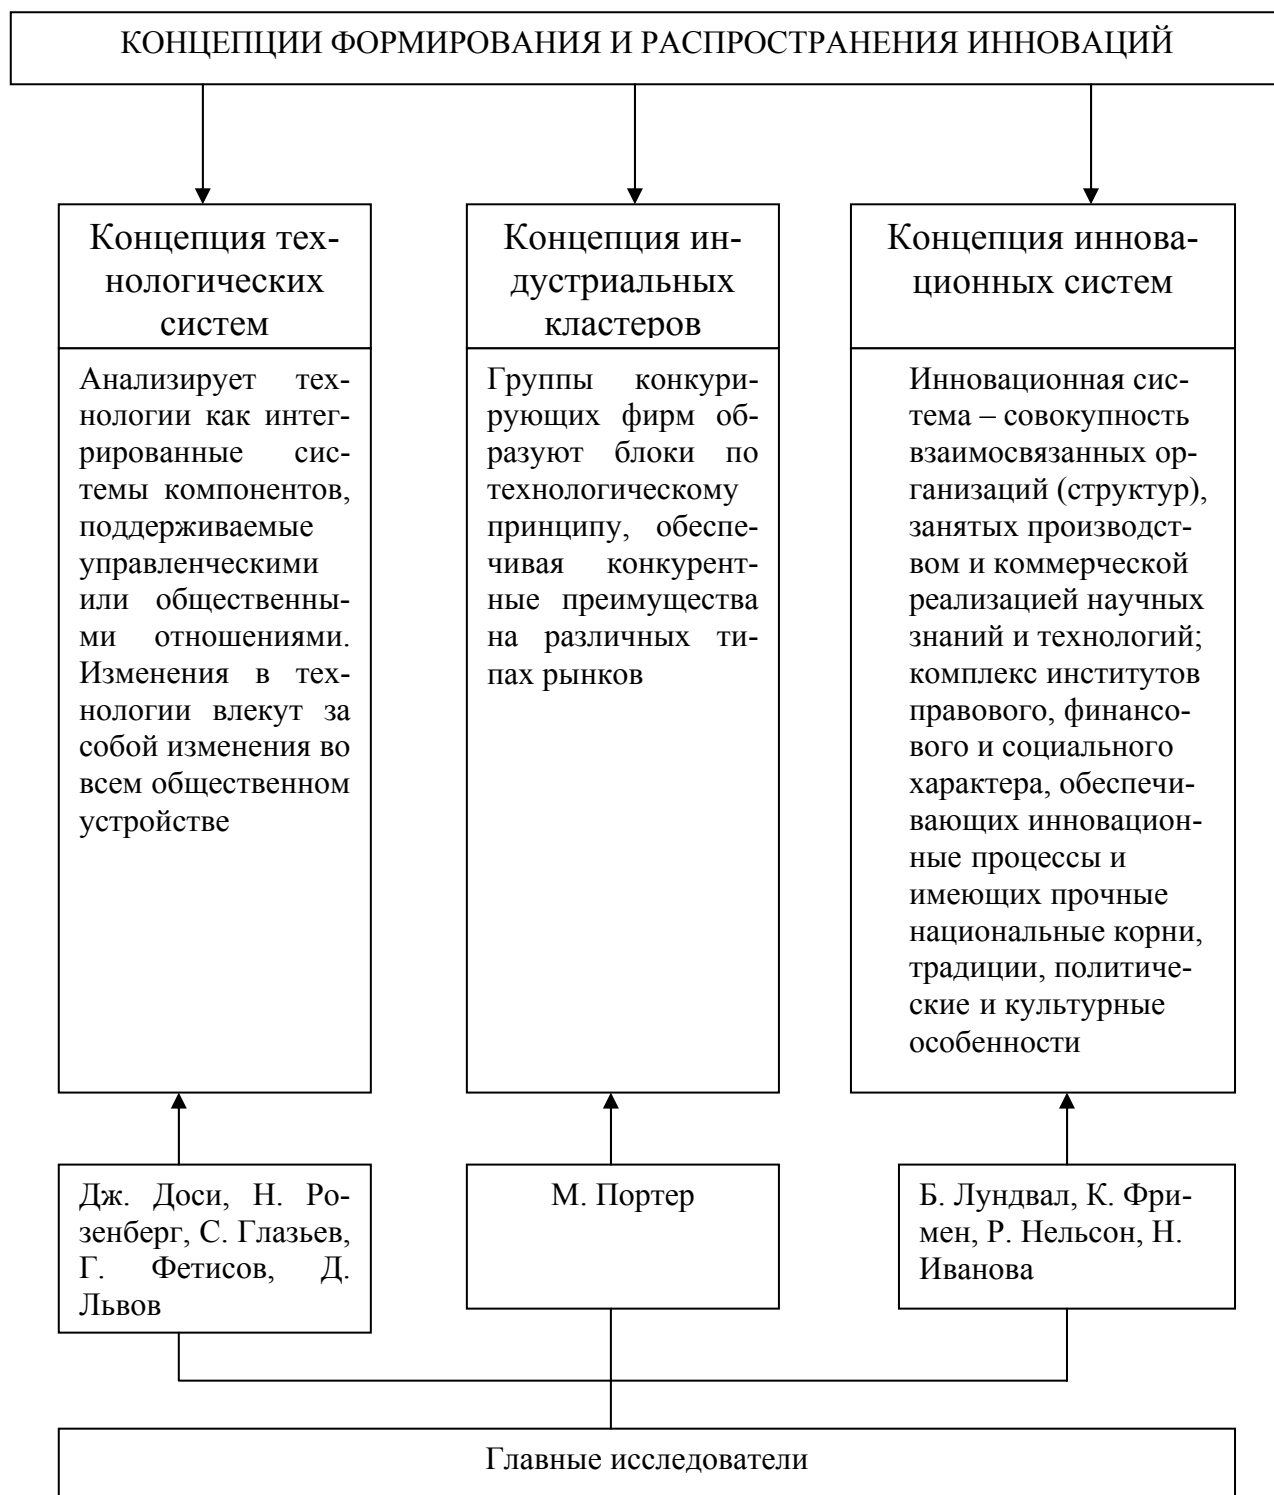 КОНЦЕПЦИИ ФОРМИРОВАНИЯ И РАСПРОСТРАНЕНИЯ ИННОВАЦИЙ
Концепция тех-
нологических
систем
Анализирует тех-
нологии как интег-
рированные сис-
темы компонентов,
поддерживаемые
управленческими
или общественны-
ми отношениями.
Изменения в тех-
нологии влекут за
собой изменения во
всем общественном
устройстве
Концепция ин-
дустриальных
кластеров
Группы конкури-
рующих фирм об-
разуют блоки по
технологическому
принципу, обеспе-
чивая конкурент-
ные преимущества
на различных ти-
пах рынков
Концепция иннова-
ционных систем
Инновационная сис-
тема – совокупность
взаимосвязанных ор-
ганизаций (структур),
занятых производст-
вом и коммерческой
реализацией научных
знаний и технологий;
комплекс институтов
правового, финансо-
вого и социального
характера, обеспечи-
вающих инновацион-
ные процессы и
имеющих прочные
национальные корни,
традиции, политиче-
ские и культурные
особенности
Дж. Доси, Н. Ро-
зенберг, С. Глазьев,
Г. Фетисов, Д.
Львов
М. Портер
Б. Лундвал, К. Фри-
мен, Р. Нельсон, Н.
Иванова
Главные исследователи